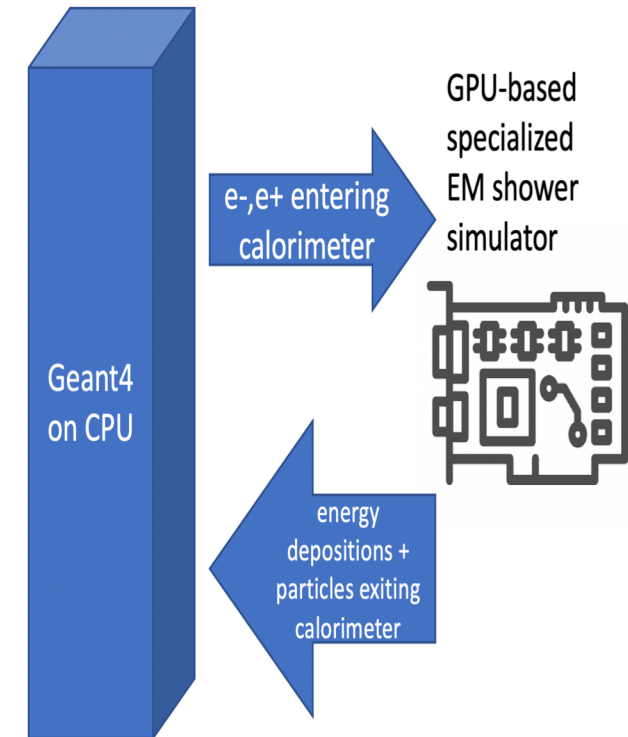 GPU-based
specialized
EM shower
simulator
e-,e+ entering
calorimeter
Geant4
on CPU
energy
depositions +
particles exiting
calorimeter